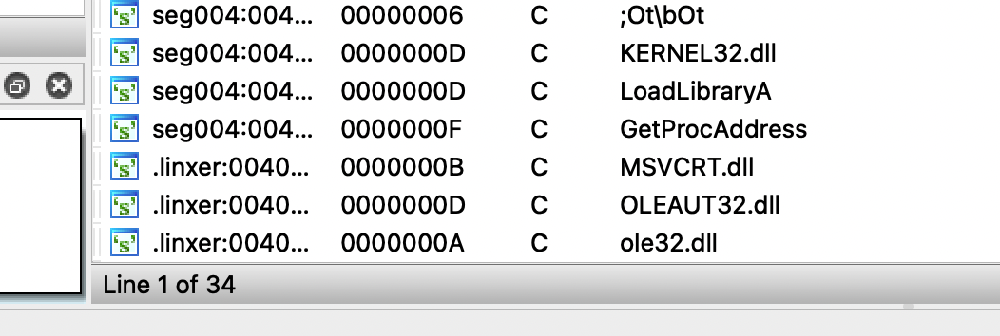 seg004:004... 00000006 C ;Ot\bOt
seg004:004... 0000000D C KERNEL32.dll
seg004:004... 0000000D C LoadLibraryA
seg004:004... 0000000F C GetProcAddress
.linxer:0040... 0000000B C MSVCRT.dll
.linxer:0040... 0000000D C OLEAUT32.dll
.linxer:0040... 0000000A C ole32.dll
Line 1 of 34